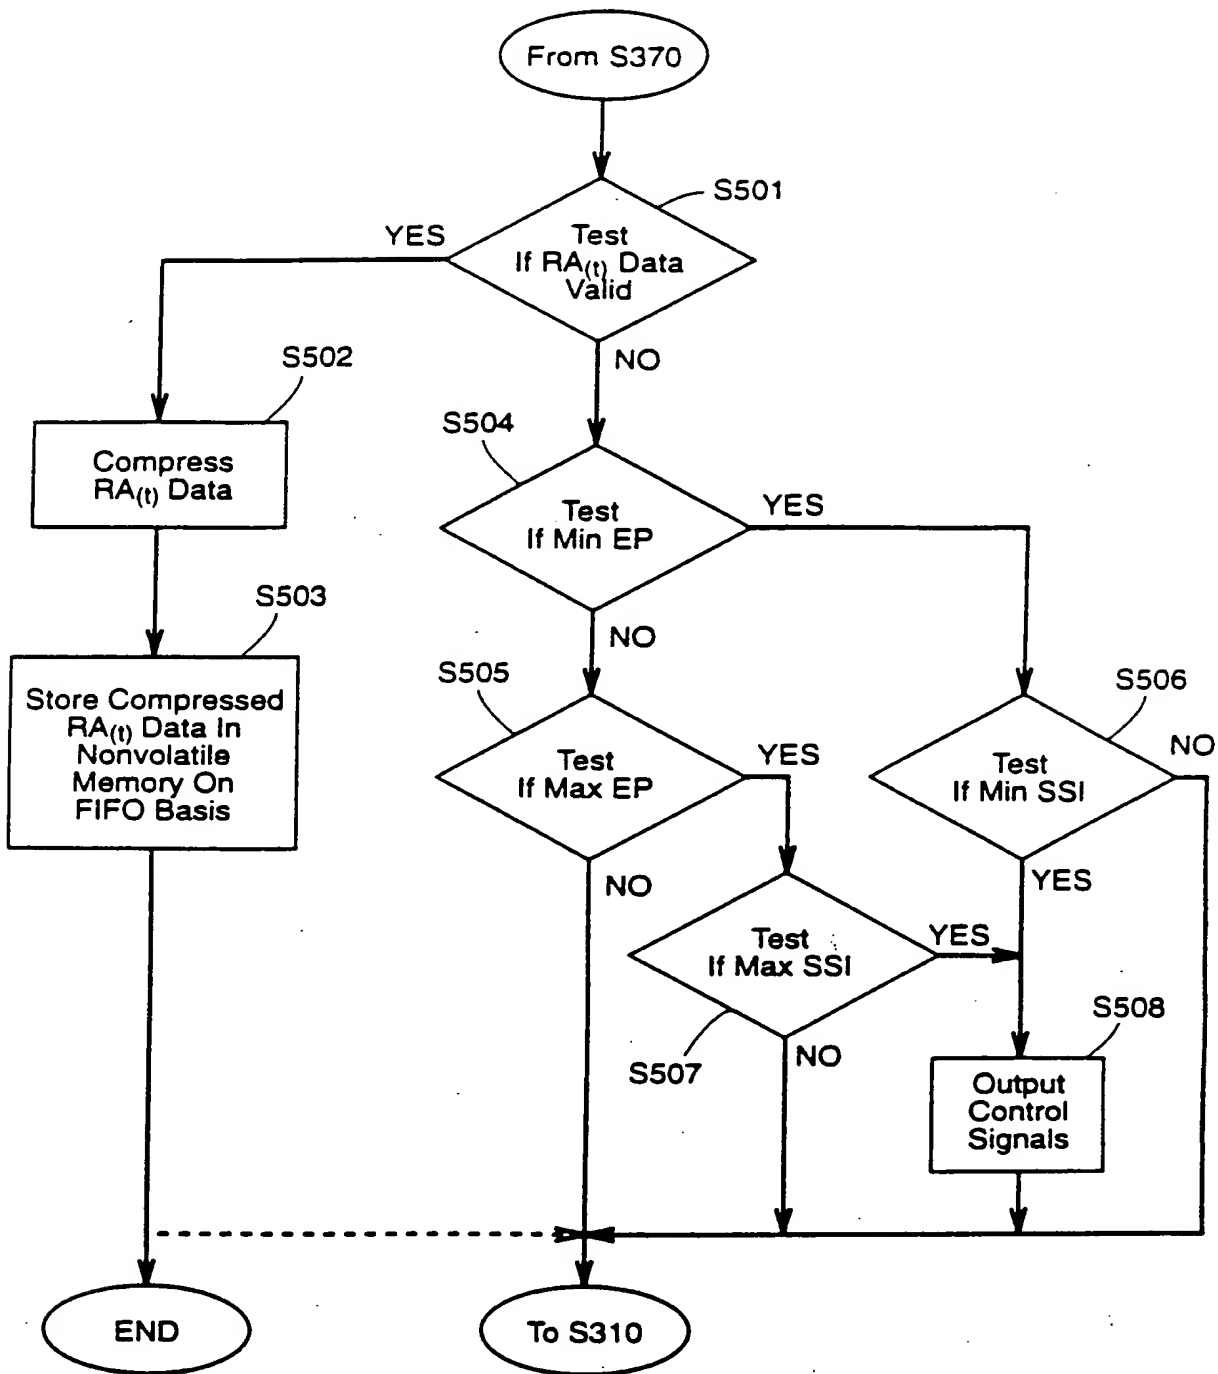 From S370
S501
YES
Test
If RA(t) Data
Valid
NO
S502
Compress
RA(t) Data
S504
Test
If Min EP
YES
NO
S503
Store Compressed
RA(t) Data In
Nonvolatile
Memory On
FIFO Basis
S505
Test
If Max EP
YES
NO
S506
Test
If Min SSI
NO
YES
Test
If Max SSI
YES
S507
NO
S508
Output
Control
Signals
END
To S310